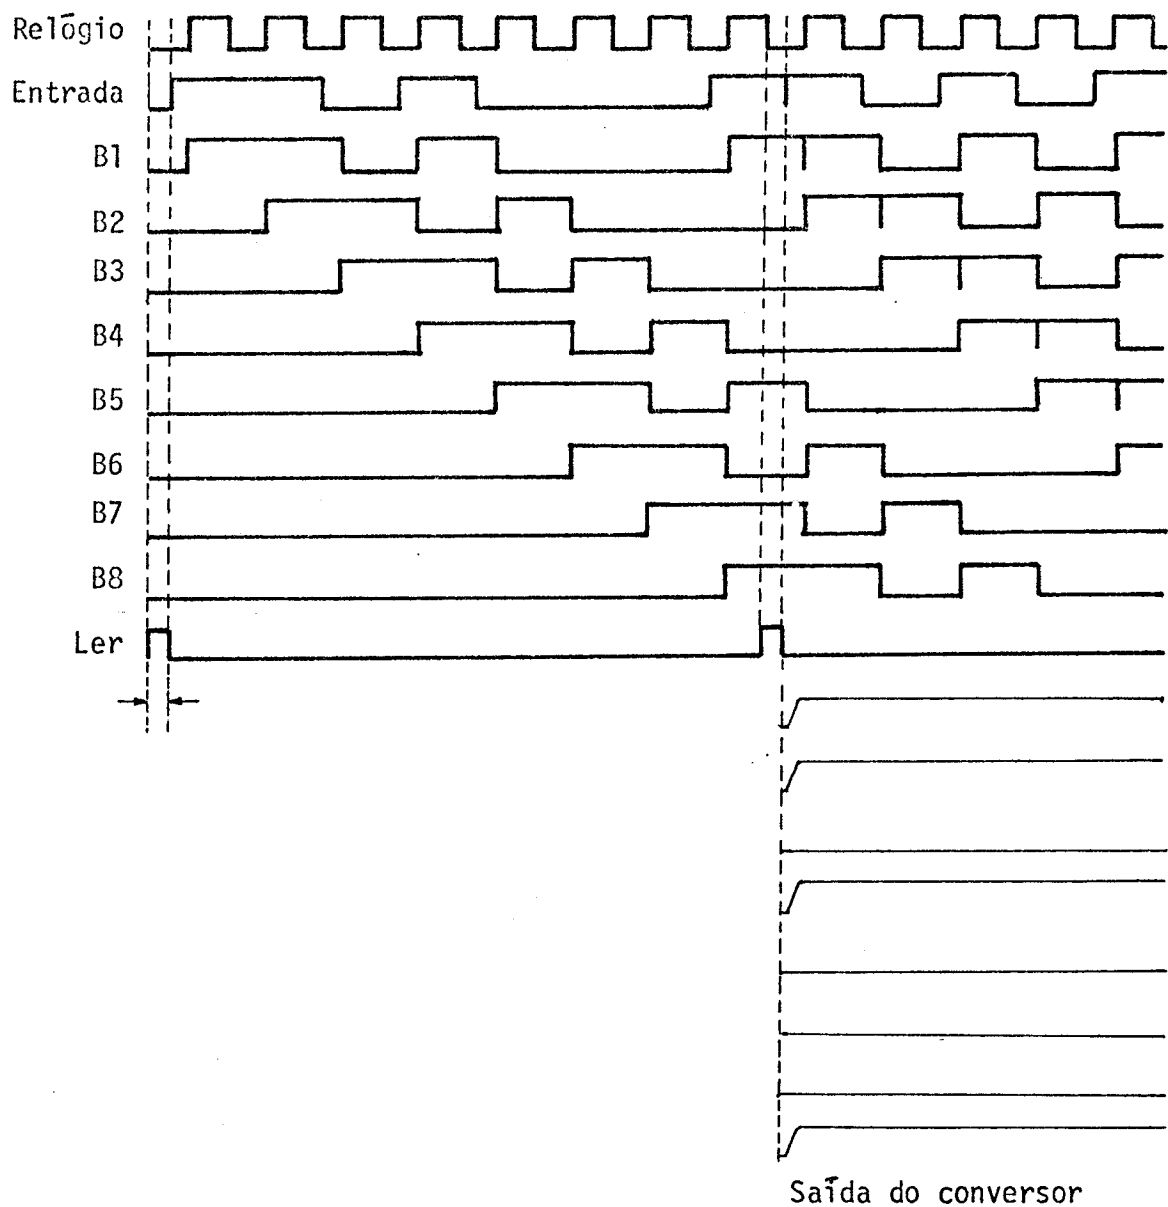 Relógio
Entrada
B1
B2
B3
B4
B5
B6
B7
B8
Ler
Saída do conversor